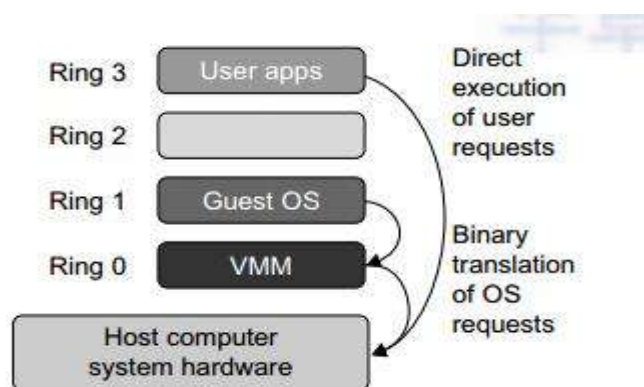 Ring 3
User apps
Direct
execution
of user
requests
Ring 2
Ring 1
Guest OS
Ring 0
VMM
Binary
translation
of OS
requests
Host computer
system hardware